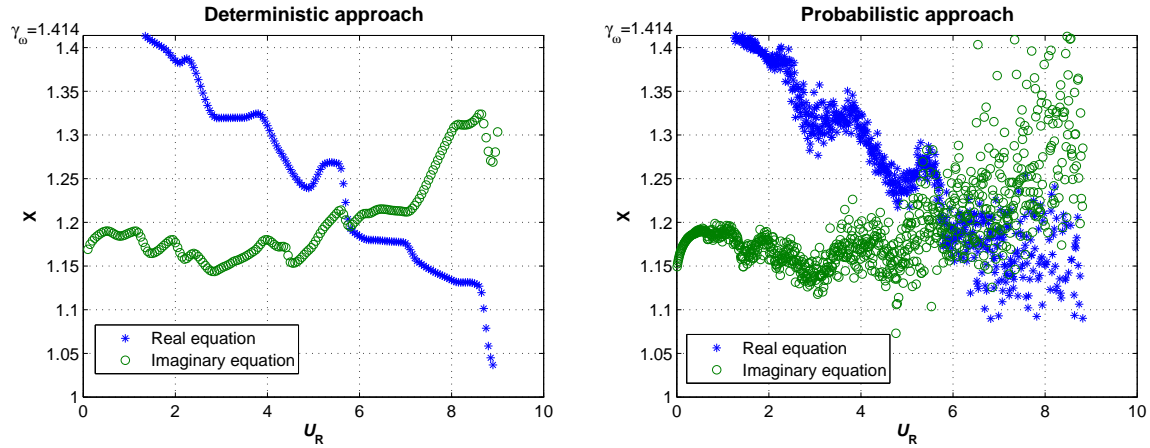 Deterministic approach
γω=1.414
1.4
1.35
1.3
1.25
1.2
1.15
1.1
1.05
1
X
0
2
4
6
8
10
UR
Real equation
Imaginary equation
Probabilistic approach
γω=1.414
1.4
1.35
1.3
1.25
1.2
1.15
1.1
1.05
1
X
0
2
4
6
8
10
UR
Real equation
Imaginary equation